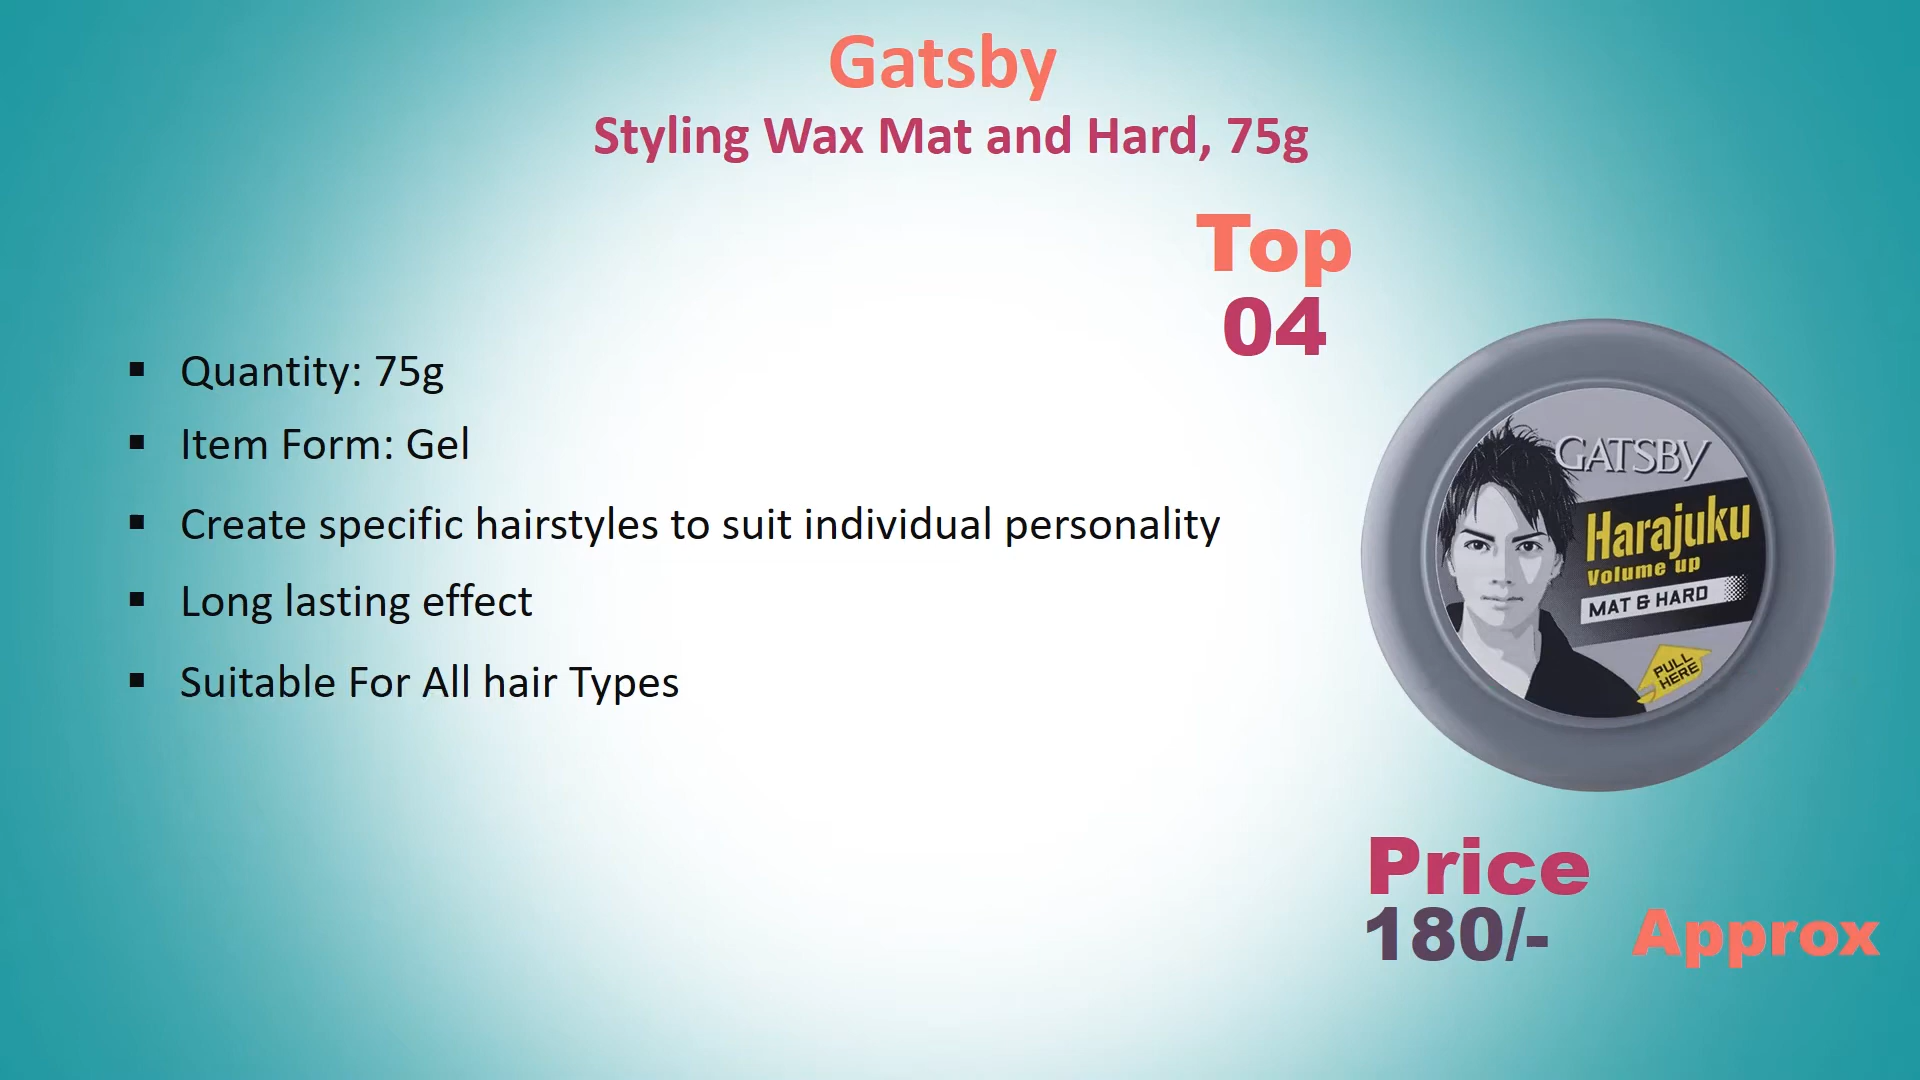 Gatsby
Styling Wax Mat and Hard, 75g
Top
04
▪ Quantity: 75g
▪ Item Form: Gel
▪ Create specific hairstyles to suit individual personality
▪ Long lasting effect
▪ Suitable For All hair Types
GATSBY
Harajuku
Volume up
MAT & HARD
PULL
HERE
Price
180/- Approx